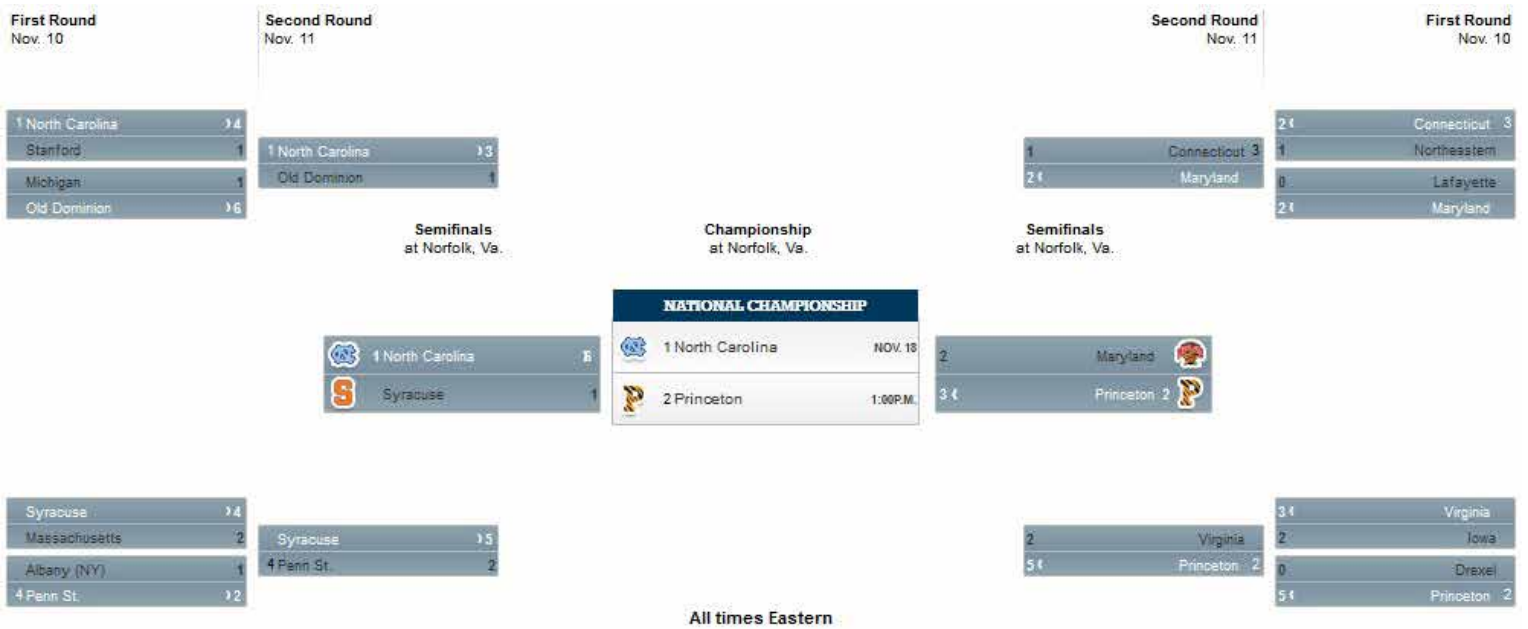 First Round
Nov. 10
Second Round
Nov. 11
Second Round
Nov. 11
First Round
Nov. 10
1 North Carolina 4
Stanford 1
Michigan 1
Old Dominion 6
1 North Carolina 3
Old Dominion 1
1 Connecticut 3
2 Maryland
2 Connecticut 3
1 Northeastern
0 Lafayette
2 Maryland
Semifinals
at Norfolk, Va.
Championship
at Norfolk, Va.
Semifinals
at Norfolk, Va.
1 North Carolina
S Syracuse 1
NATIONAL CHAMPIONSHIP
1 North Carolina NOV. 18
P 2 Princeton 1:00P.M.
2 Maryland
3 Princeton 2 P
Syracuse 4
Massachusetts 2
Albany (NY) 1
4 Penn St. 2
Syracuse 5
4 Penn St. 2
2 Virginia
5 Princeton 2
3 Virginia
2 Iowa
0 Drexel
5 Princeton 2
All times Eastern